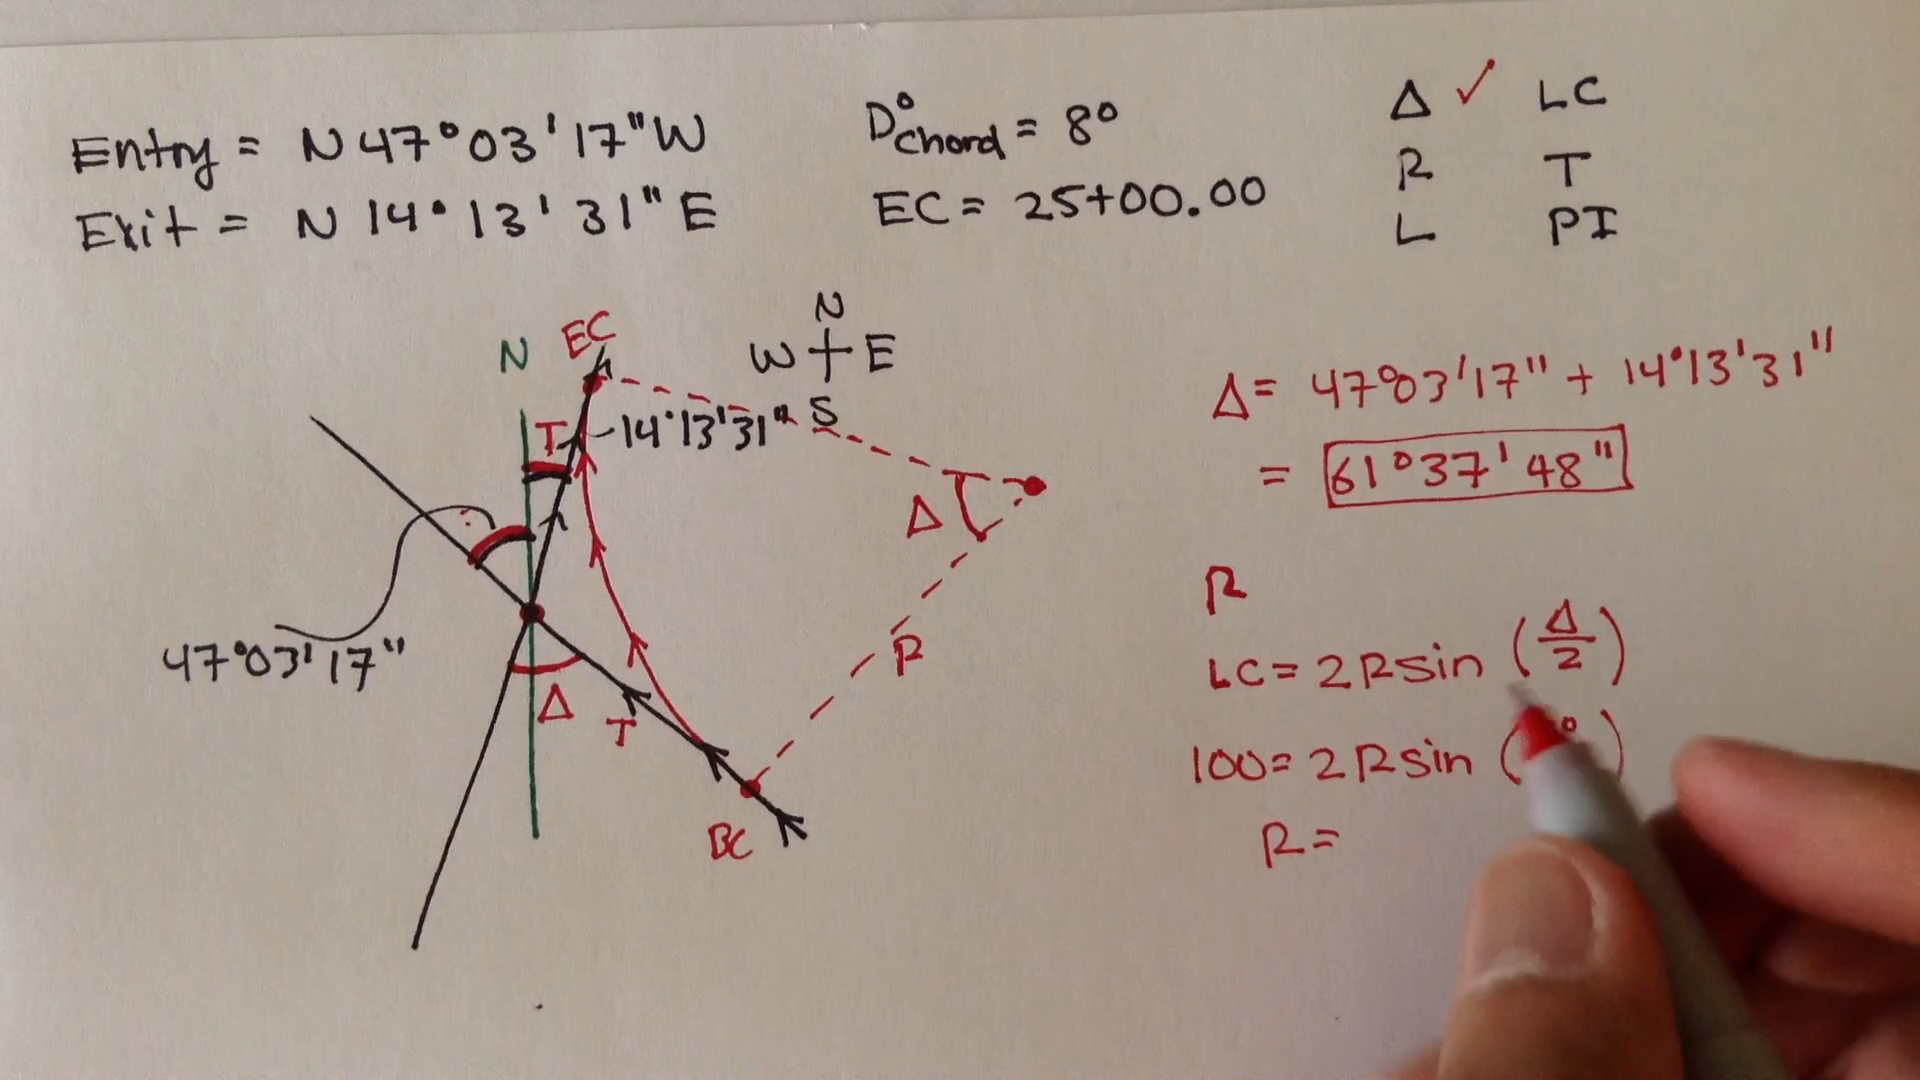 Entry = N 47°03'17"W
Exit = N 14°13'31"E
D°chord = 8°
EC = 25+00.00
Δ ✓ LC
R T
L PI
N
EC
N
W E
S
T
14°13'31"
Δ
47°03'17"
Δ
T
R
BC
Δ = 47°03'17" + 14°13'31"
= 61°37'48"
R
LC = 2R sin (Δ/2)
100 = 2R sin ( ° )
R =